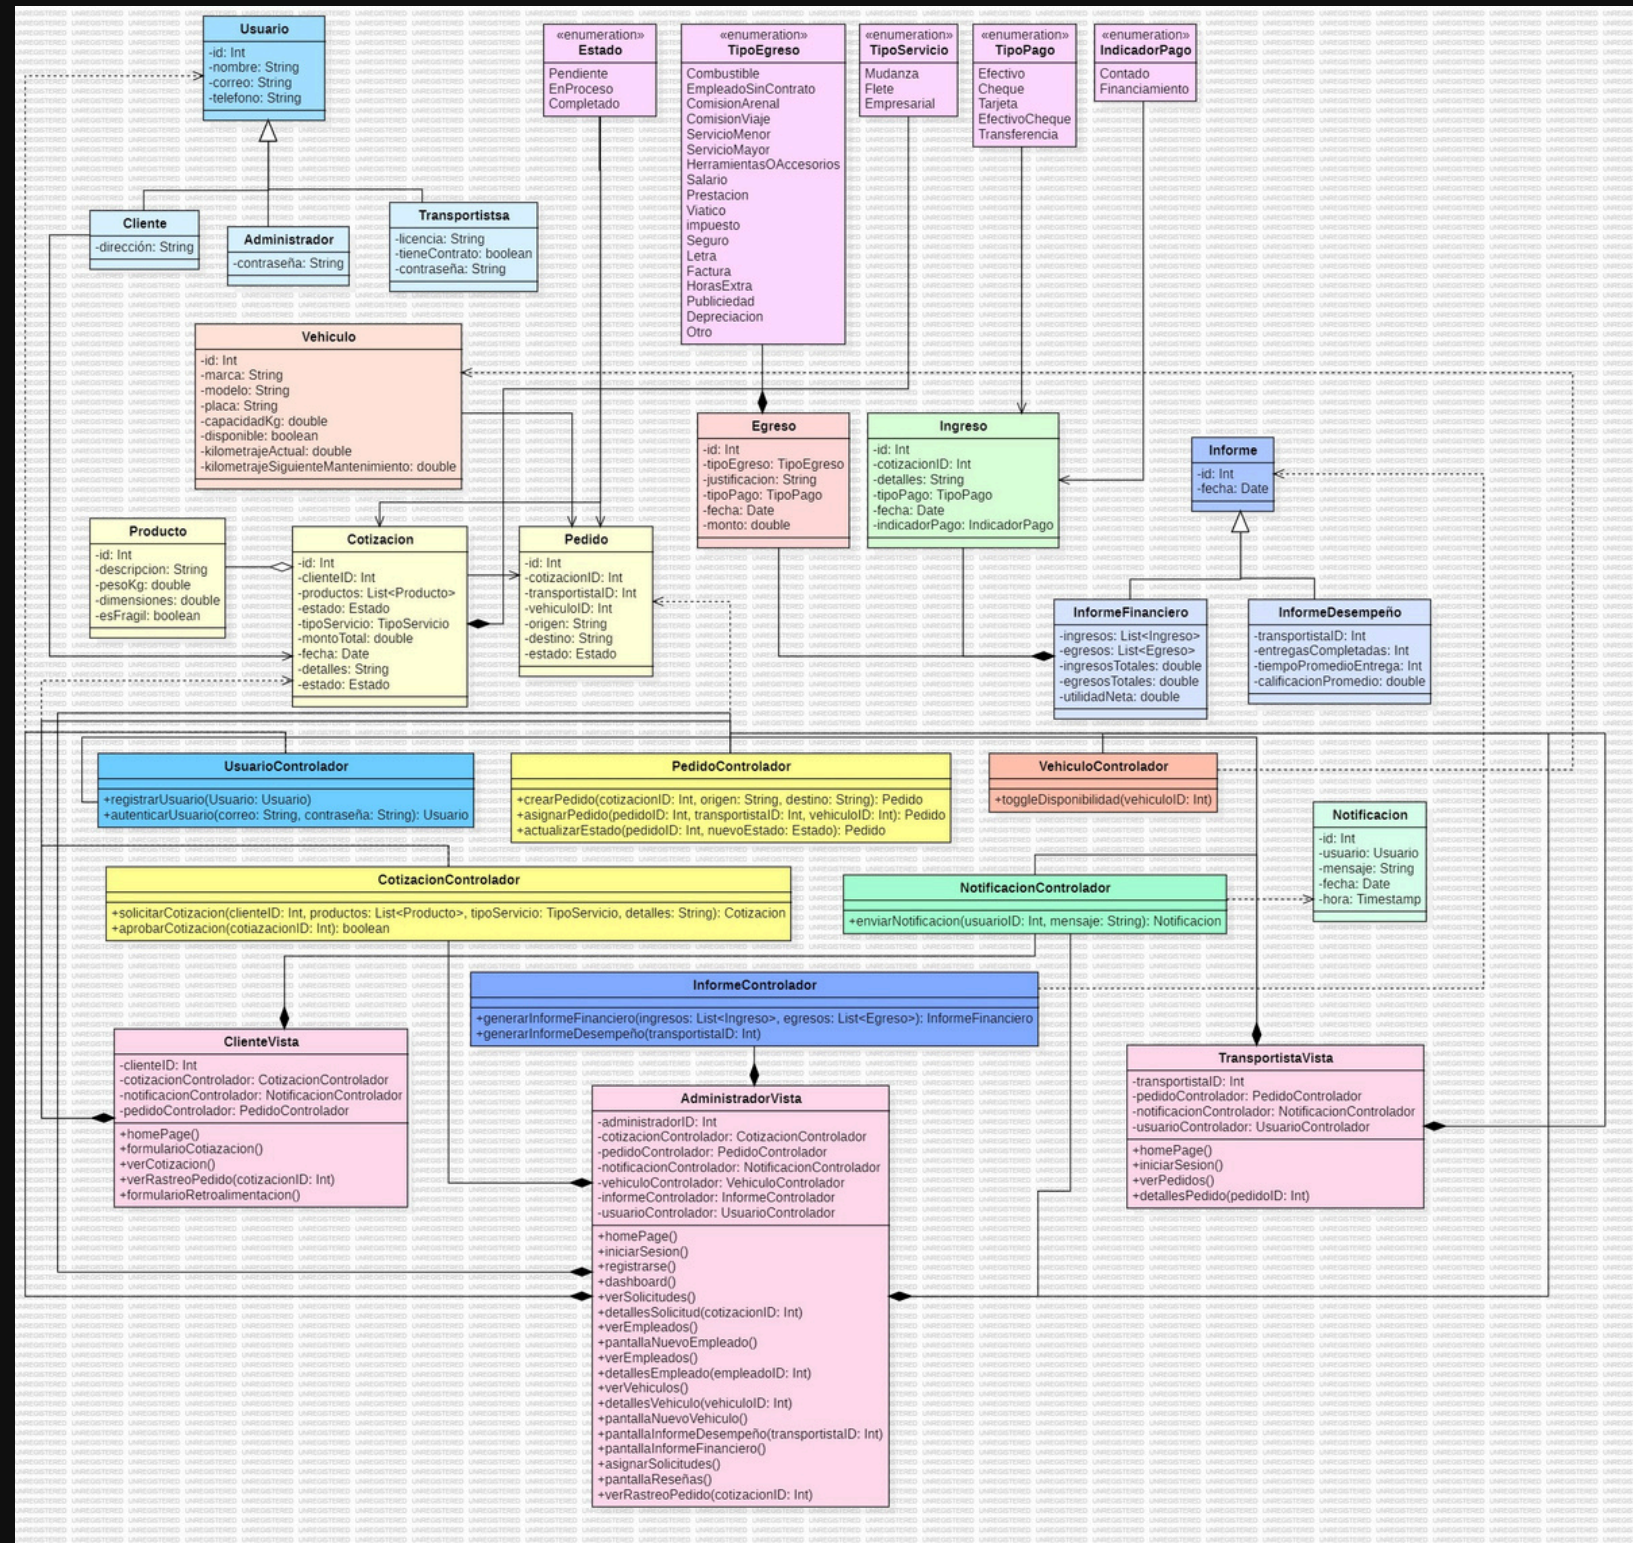 Usuario
-id: Int
-nombre: String
-correo: String
-telefono: String
«enumeration»
Estado
Pendiente
EnProceso
Completado
«enumeration»
TipoEgreso
Combustible
EmpleadoSinContrato
ComisionArenal
ComisionViaje
ServicioMenor
ServicioMayor
HerramientasOAccesorios
Salario
Prestacion
Viatico
impuesto
Seguro
Letra
Factura
HorasExtra
Publiciedad
Depreciacion
Otro
«enumeration»
TipoServicio
Mudanza
Flete
Empresarial
«enumeration»
TipoPago
Efectivo
Cheque
Tarjeta
EfectivoCheque
Transferencia
«enumeration»
IndicadorPago
Contado
Financiamiento
Cliente
-dirección: String
Administrador
-contraseña: String
Transportistsa
-licencia: String
-tieneContrato: boolean
-contraseña: String
Vehiculo
-id: Int
-marca: String
-modelo: String
-placa: String
-capacidadKg: double
-disponible: boolean
-kilometrajeActual: double
-kilometrajeSiguienteMantenimiento: double
Egreso
-id: Int
-tipoEgreso: TipoEgreso
-justificacion: String
-tipoPago: TipoPago
-fecha: Date
-monto: double
Ingreso
-id: Int
-cotizacionID: Int
-detalles: String
-tipoPago: TipoPago
-fecha: Date
-indicadorPago: IndicadorPago
Informe
-id: Int
-fecha: Date
Producto
-id: Int
-descripcion: String
-pesoKg: double
-dimensiones: double
-esFragil: boolean
Cotizacion
-id: Int
-clienteID: Int
-productos: List<Producto>
-estado: Estado
-tipoServicio: TipoServicio
-montoTotal: double
-fecha: Date
-detalles: String
-estado: Estado
Pedido
-id: Int
-cotizacionID: Int
-transportistaID: Int
-vehiculoID: Int
-origen: String
-destino: String
-estado: Estado
InformeFinanciero
-ingresos: List<Ingreso>
-egresos: List<Egreso>
-ingresosTotales: double
-egresosTotales: double
-utilidadNeta: double
InformeDesempeño
-transportistaID: Int
-entregasCompletadas: Int
-tiempoPromedioEntrega: Int
-calificacionPromedio: double
UsuarioControlador
+registrarUsuario(Usuario: Usuario)
+autenticarUsuario(correo: String, contraseña: String): Usuario
PedidoControlador
+crearPedido(cotizacionID: Int, origen: String, destino: String): Pedido
+asignarPedido(pedidoID: Int, transportistaID: Int, vehiculoID: Int): Pedido
+actualizarEstado(pedidoID: Int, nuevoEstado: Estado): Pedido
VehiculoControlador
+toggleDisponibilidad(vehiculoID: Int)
Notificacion
-id: Int
-usuario: Usuario
-mensaje: String
-fecha: Date
-hora: Timestamp
CotizacionControlador
+solicitarCotizacion(clienteID: Int, productos: List<Producto>, tipoServicio: TipoServicio, detalles: String): Cotizacion
+aprobarCotizacion(cotiazacionID: Int): boolean
NotificacionControlador
+enviarNotificacion(usuarioID: Int, mensaje: String): Notificacion
InformeControlador
+generarInformeFinanciero(ingresos: List<Ingreso>, egresos: List<Egreso>): InformeFinanciero
+generarInformeDesempeño(transportistaID: Int)
ClienteVista
-clienteID: Int
-cotizacionControlador: CotizacionControlador
-notificacionControlador: NotificacionControlador
-pedidoControlador: PedidoControlador
+homePage()
+formularioCotiazacion()
+verCotizacion()
+verRastreoPedido(cotizacionID: Int)
+formularioRetroalimentacion()
AdministradorVista
-administradorID: Int
-cotizacionControlador: CotizacionControlador
-pedidoControlador: PedidoControlador
-notificacionControlador: NotificacionControlador
-vehiculoControlador: VehiculoControlador
-informeControlador: InformeControlador
-usuarioControlador: UsuarioControlador
+homePage()
+iniciarSesion()
+registrarse()
+dashboard()
+verSolicitudes()
+detallesSolicitud(cotizacionID: Int)
+verEmpleados()
+pantallaNuevoEmpleado()
+verEmpleados()
+detallesEmpleado(empleadoID: Int)
+verVehiculos()
+detallesVehiculo(vehiculoID: Int)
+pantallaNuevoVehiculo()
+pantallaInformeDesempeño(transportistaID: Int)
+pantallaInformeFinanciero()
+asignarSolicitudes()
+pantallaReseñas()
+verRastreoPedido(cotizacionID: Int)
TransportistaVista
-transportistaID: Int
-pedidoControlador: PedidoControlador
-notificacionControlador: NotificacionControlador
-usuarioControlador: UsuarioControlador
+homePage()
+iniciarSesion()
+verPedidos()
+detallesPedido(pedidoID: Int)
UNREGISTERED